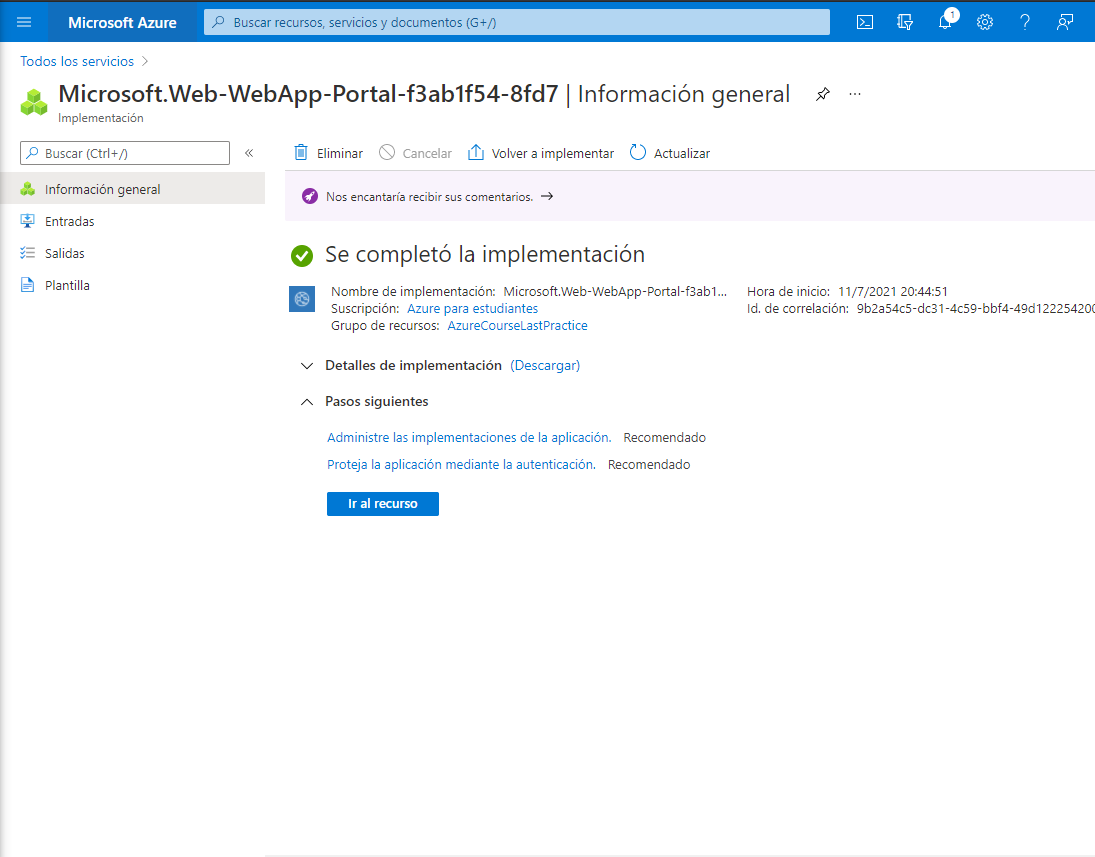 Microsoft Azure
Buscar recursos, servicios y documentos (G+/)
1
Todos los servicios
Microsoft.Web-WebApp-Portal-f3ab1f54-8fd7 | Información general
Implementación
Buscar (Ctrl+/)
Eliminar
Cancelar
Volver a implementar
Actualizar
Información general
Entradas
Salidas
Plantilla
Nos encantaría recibir sus comentarios. →
Se completó la implementación
Nombre de implementación: Microsoft.Web-WebApp-Portal-f3ab1...
Suscripción: Azure para estudiantes
Grupo de recursos: AzureCourseLastPractice
Hora de inicio: 11/7/2021 20:44:51
Id. de correlación: 9b2a54c5-dc31-4c59-bbf4-49d12225420
Detalles de implementación (Descargar)
Pasos siguientes
Administre las implementaciones de la aplicación. Recomendado
Proteja la aplicación mediante la autenticación. Recomendado
Ir al recurso